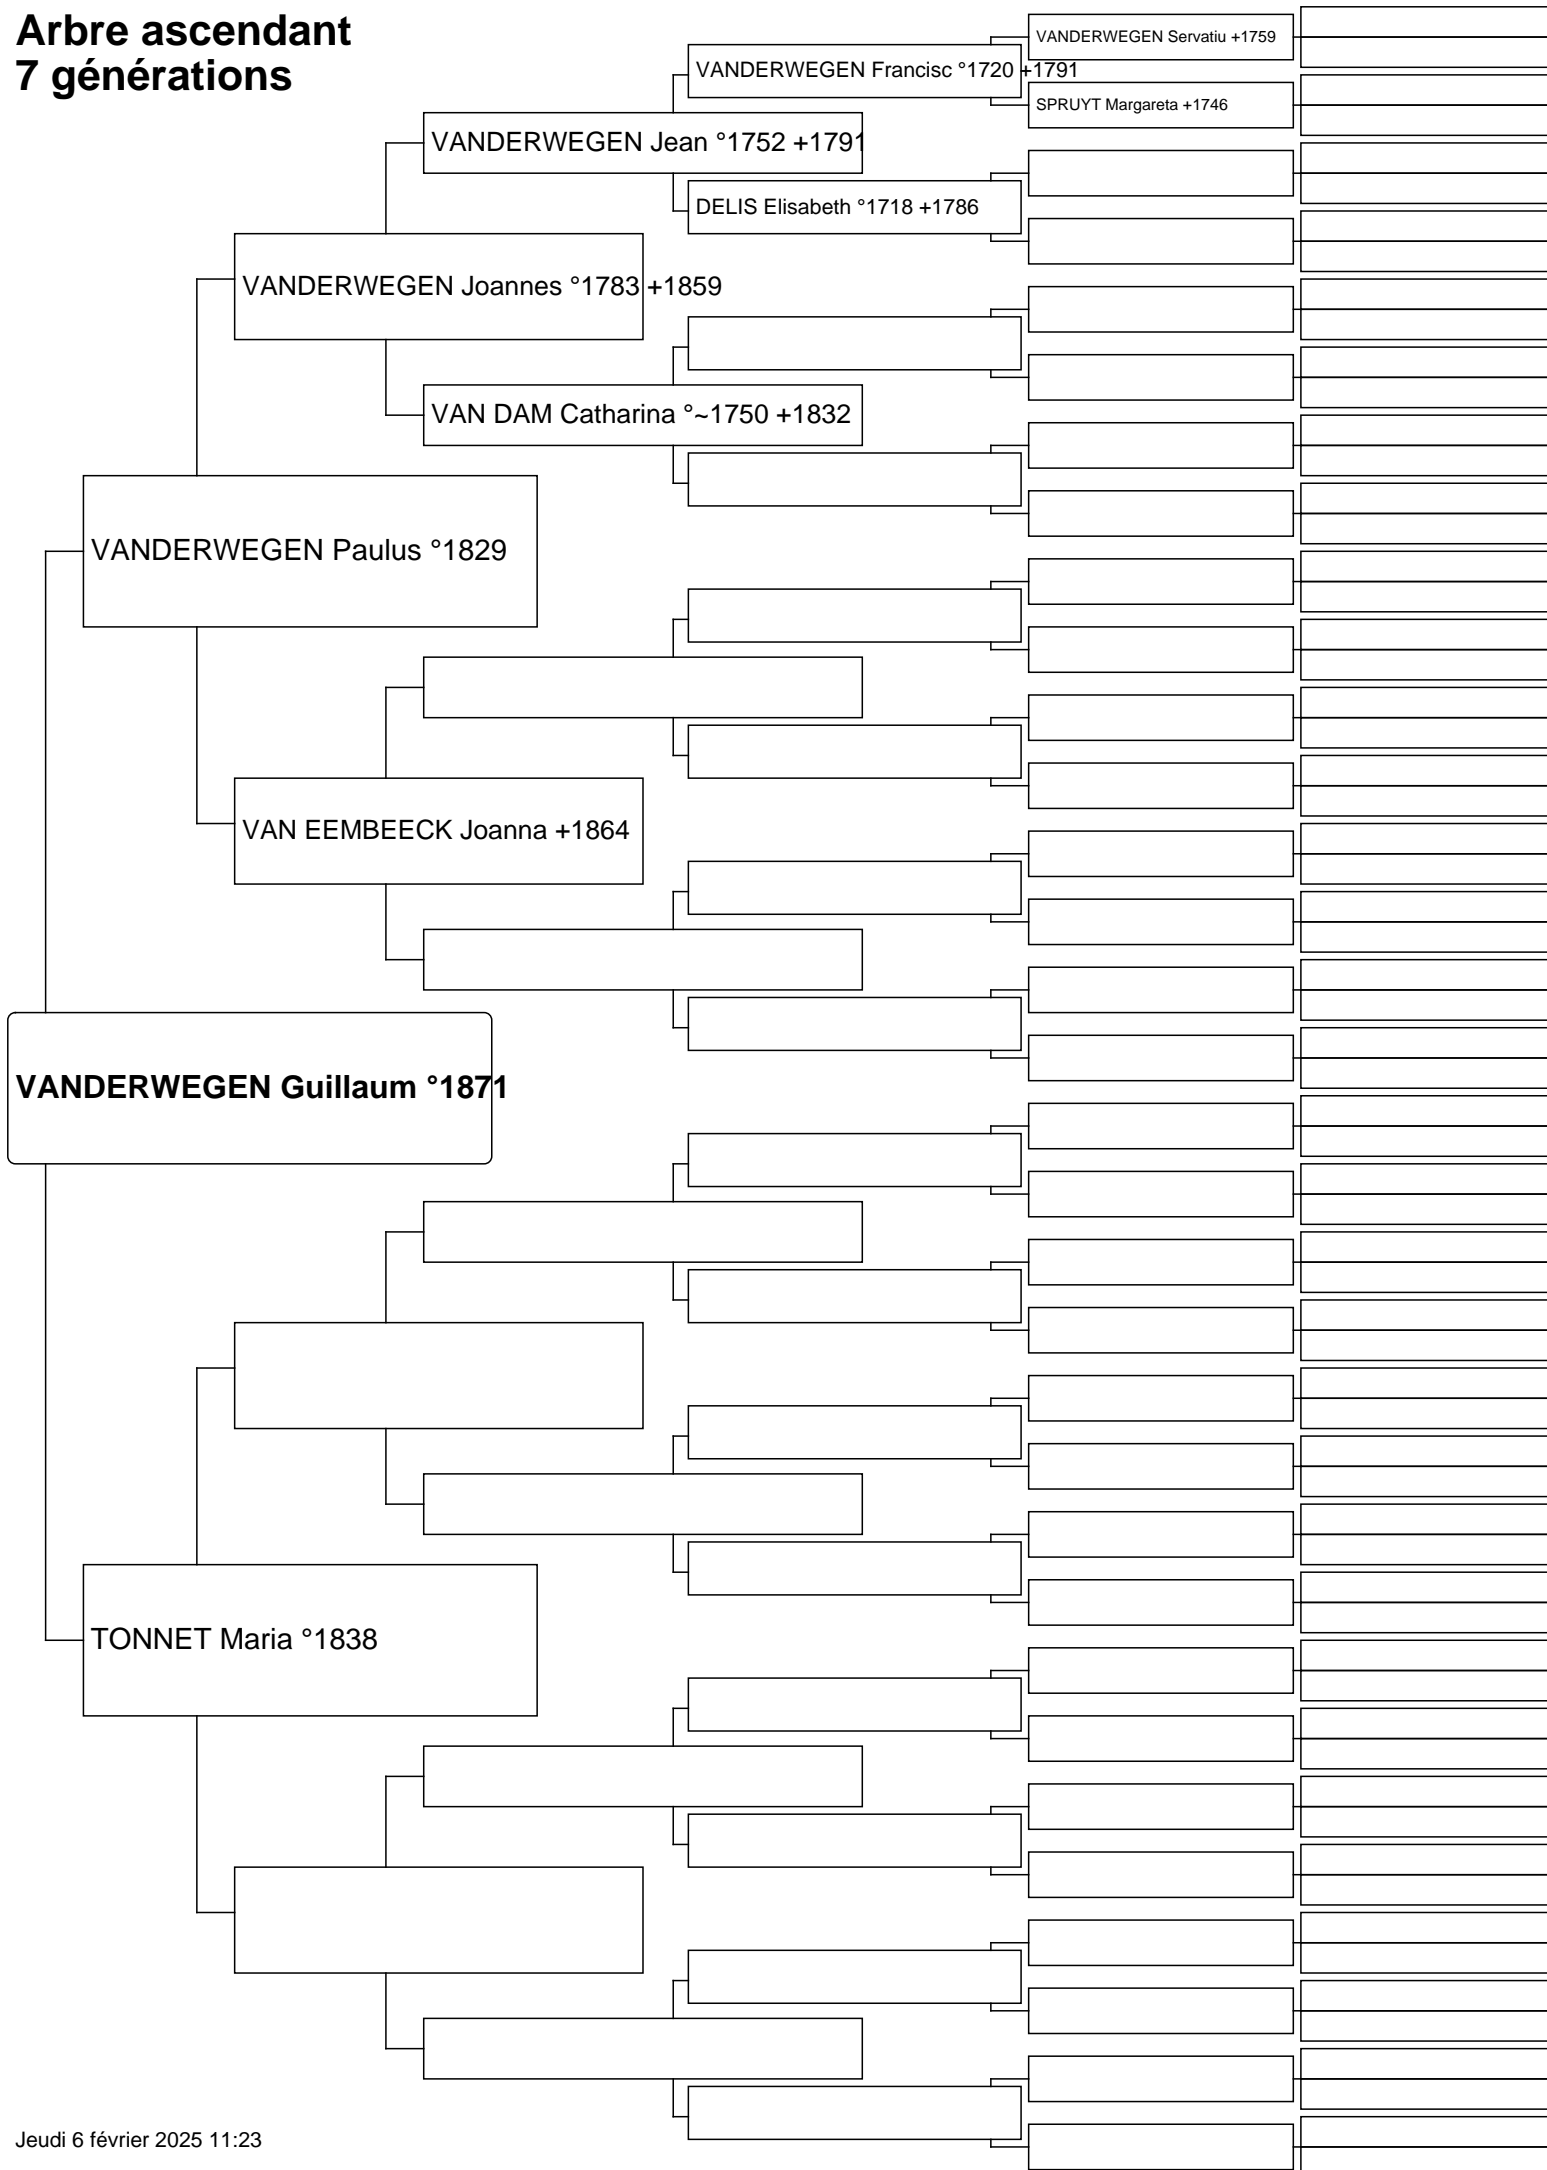 Arbre ascendant
7 générations
VANDERWEGEN Servatiu +1759
VANDERWEGEN Francisc °1720 +1791
SPRUYT Margareta +1746
VANDERWEGEN Jean °1752 +1791
DELIS Elisabeth °1718 +1786
VANDERWEGEN Joannes °1783 +1859
VAN DAM Catharina °~1750 +1832
VANDERWEGEN Paulus °1829
VAN EEMBEECK Joanna +1864
VANDERWEGEN Guillaum °1871
TONNET Maria °1838
Jeudi 6 février 2025 11:23